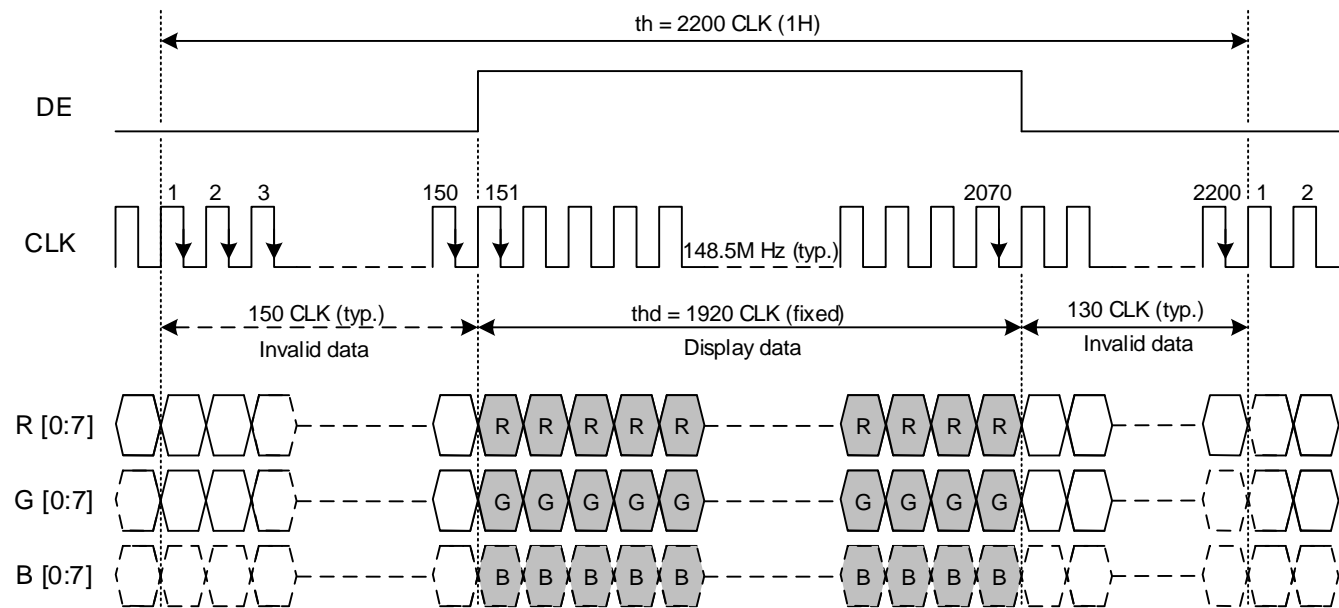 th = 2200 CLK (1H)
DE
1 2 3 150 151 2070 2200 1 2
CLK
148.5M Hz (typ.)
150 CLK (typ.) thd = 1920 CLK (fixed) 130 CLK (typ.)
Invalid data Display data Invalid data
R [0:7] R R R R R R R R R
G [0:7] G G G G G G G G G
B [0:7] B B B B B B B B B